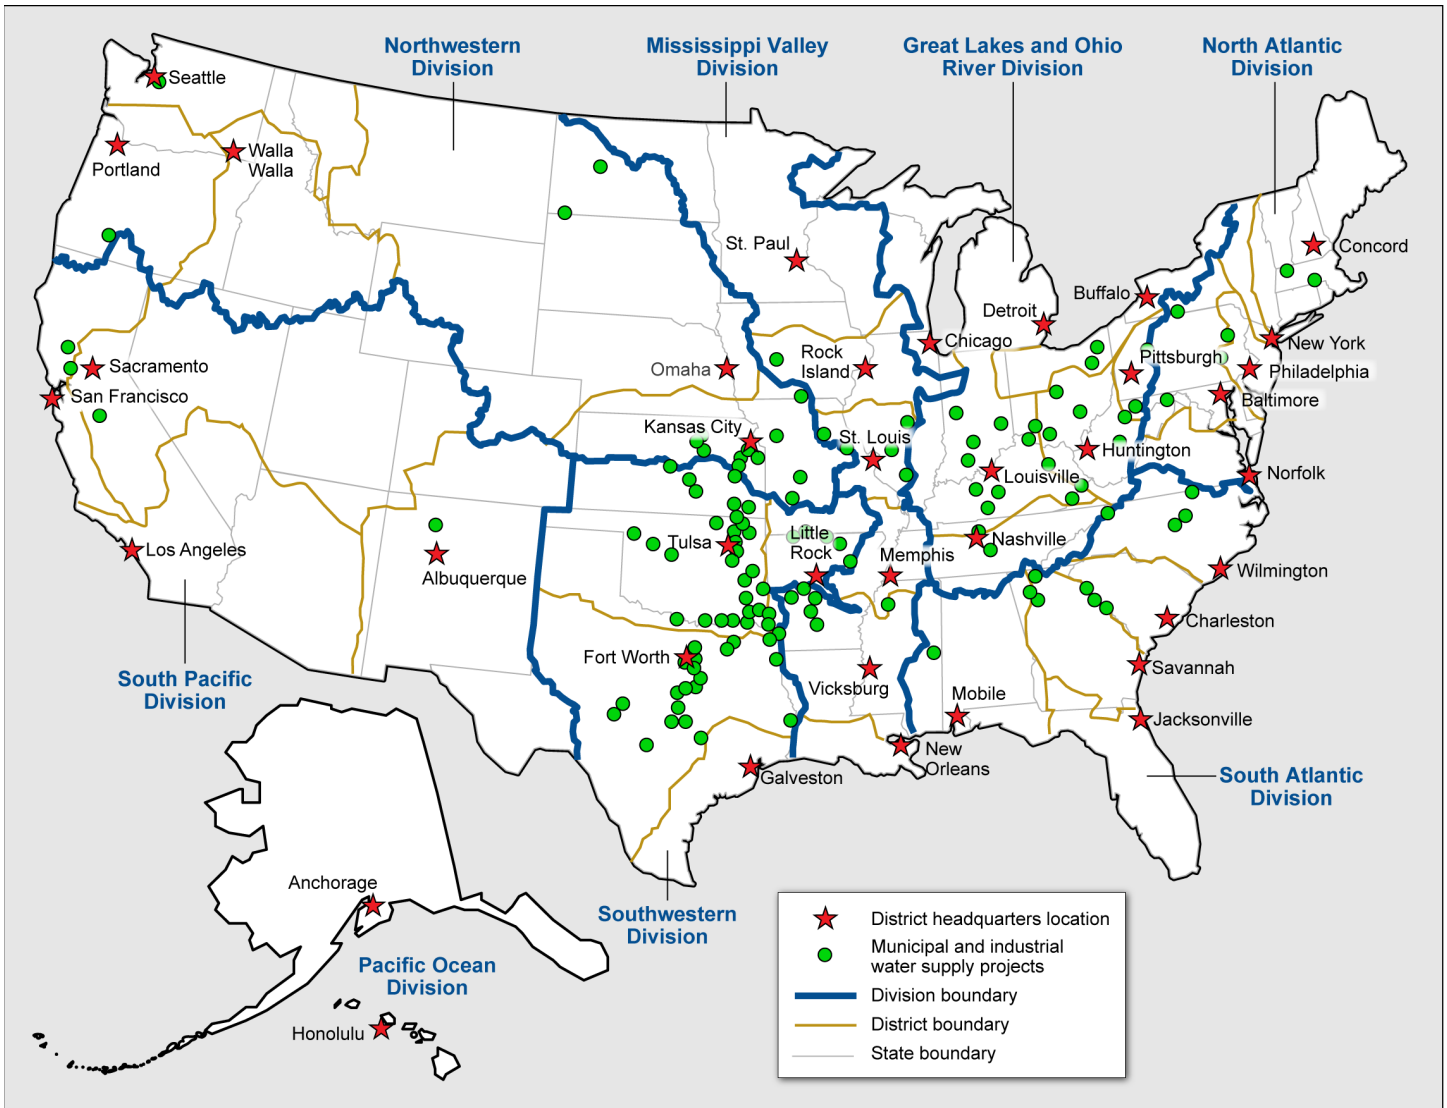 Northwestern
Division
Mississippi Valley
Division
Great Lakes and Ohio
River Division
North Atlantic
Division
Seattle
Portland
Walla
Walla
St. Paul
Concord
Buffalo
Detroit
Chicago
New York
Pittsburgh
Philadelphia
Baltimore
Rock
Island
Omaha
Sacramento
San Francisco
Kansas City
St. Louis
Huntington
Louisville
Norfolk
Los Angeles
Albuquerque
Tulsa
Little
Rock
Memphis
Nashville
Wilmington
Charleston
Fort Worth
Vicksburg
Savannah
Mobile
Jacksonville
New
Orleans
Galveston
South Pacific
Division
South Atlantic
Division
Anchorage
Southwestern
Division
Pacific Ocean
Division
Honolulu
District headquarters location
Municipal and industrial
water supply projects
Division boundary
District boundary
State boundary